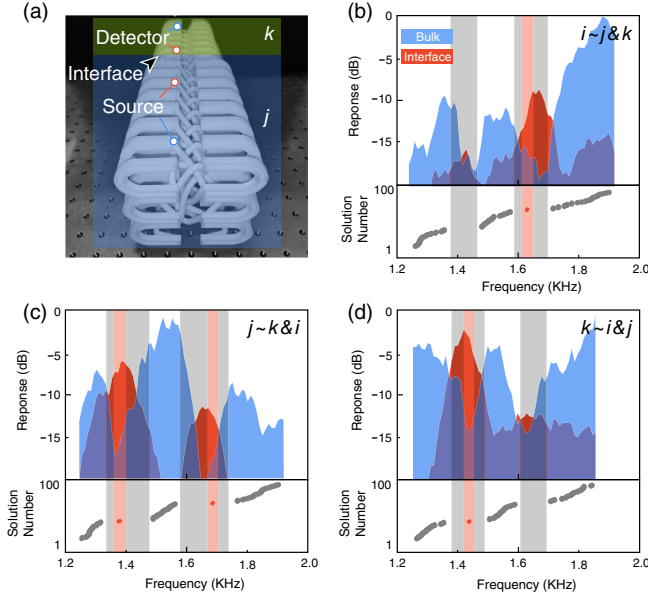 (a)
Detector
Interface
Source
k
j
(b)
i~j&k
Bulk
Interface
Reponse (dB)
0
−5
−10
−15
Solution
Number
100
1
1.2 1.4 1.6 1.8 2.0
Frequency (KHz)
(c)
j~k&i
Reponse (dB)
0
−5
−10
−15
Solution
Number
100
1
1.2 1.4 1.6 1.8 2.0
Frequency (KHz)
(d)
k~i&j
Reponse (dB)
0
−5
−10
−15
Solution
Number
100
1
1.2 1.4 1.6 1.8 2.0
Frequency (KHz)